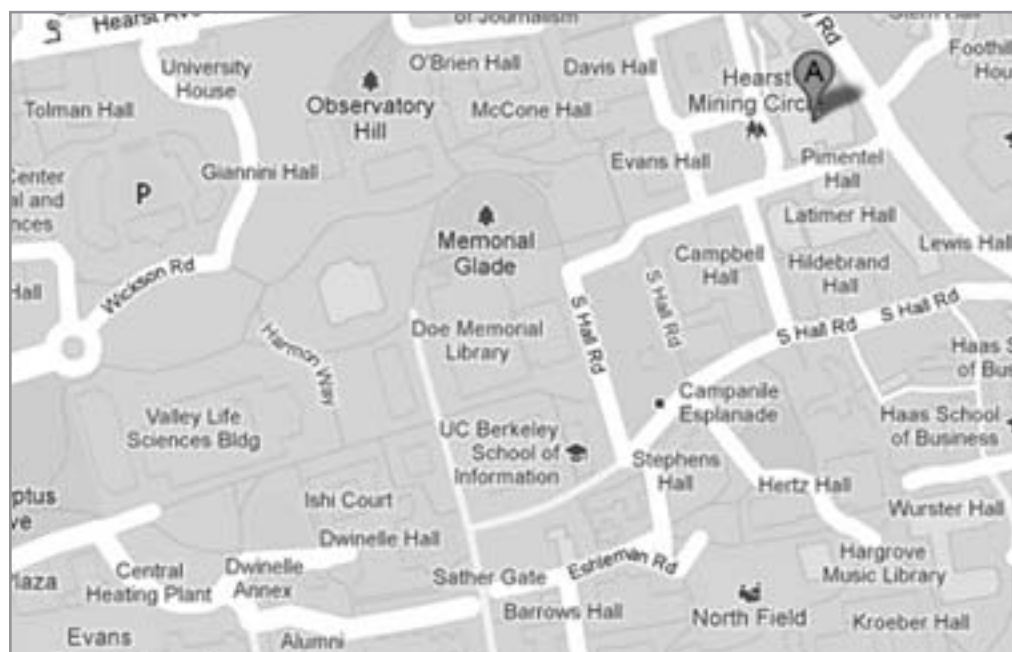 Hearst Ave
of Journalism
y Rd
University
House
O'Brien Hall
Davis Hall
Hearst
Mining Circle
A
Foothill
Hou
Tolman Hall
Observatory
Hill
McCone Hall
Center
al and
nces
P
Giannini Hall
Evans Hall
Pimentel
Hall
Memorial
Glade
Latimer Hall
Campbell
Hall
Hildebrand
Hall
Lewis Hall
Hall
Wickson Rd
S Hall Rd
S Hall Rd
S Hall Rd
S Hall Rd
Harmon Way
Doe Memorial
Library
Haas S
of Busine
Campanile
Esplanade
Valley Life
Sciences Bldg
UC Berkeley
School of
Information
Haas School
of Business
Stephens
Hall
Hertz Hall
ptus
ve
Ishi Court
Wurster Hall
Dwinelle Hall
Plaza
Central
Heating Plant
Dwinelle
Annex
Sather Gate
Eshleman Rd
Hargrove
Music Library
Barrows Hall
North Field
Kroeber Hall
Evans
Alumni